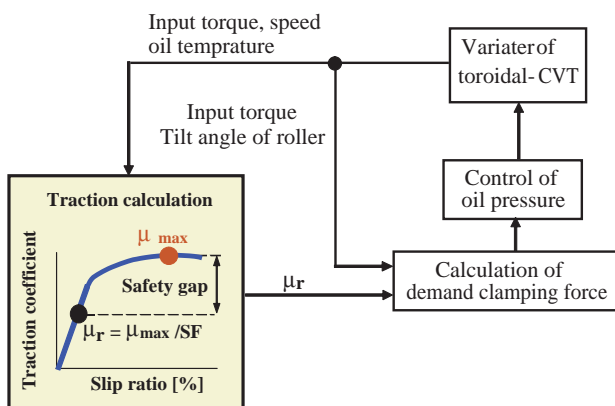 Input torque, speed
oil temprature
Variater of
toroidal-CVT
Input torque
Tilt angle of roller
Control of
oil pressure
Traction calculation
μ max
Traction coefficient
Safety gap
μr = μmax /SF
Slip ratio [%]
μr
Calculation of
demand clamping force